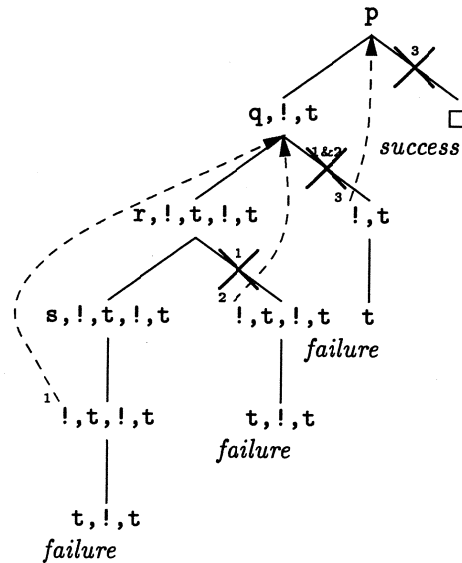 p
3
q,!,t
success
1&2
3
r,!,t,!,t
!,t
1
2
s,!,t,!,t
!,t,!,t
t
failure
1
!,t,!,t
t,!,t
failure
t,!,t
failure